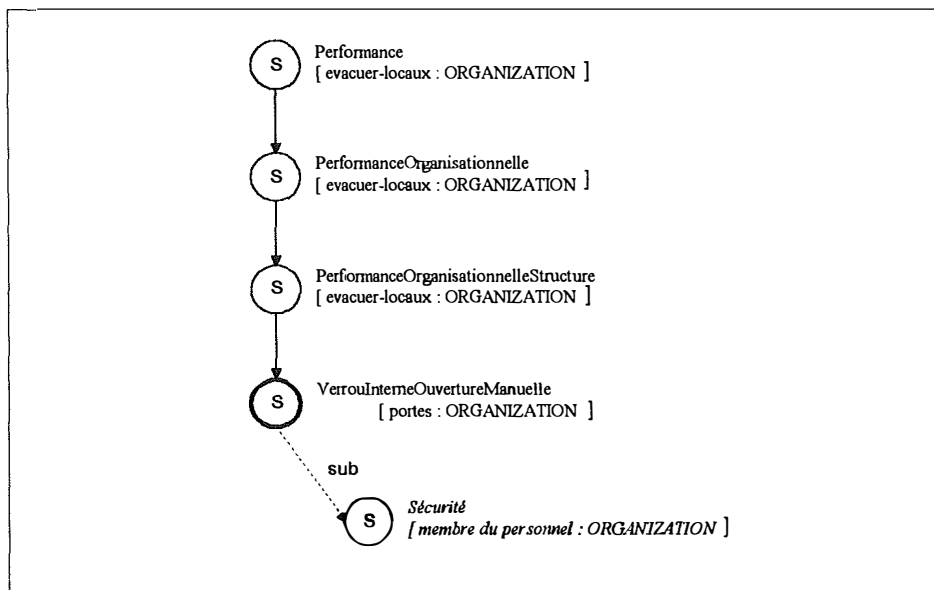 S
Performance
[ evacuer-locaux : ORGANIZATION ]
S
PerformanceOrganisationnelle
[ evacuer-locaux : ORGANIZATION ]
S
PerformanceOrganisationnelleStructure
[ evacuer-locaux : ORGANIZATION ]
S
VerrouInterneOuvertureManuelle
[ portes : ORGANIZATION ]
sub
S
Sécurité
[ membre du personnel : ORGANIZATION ]